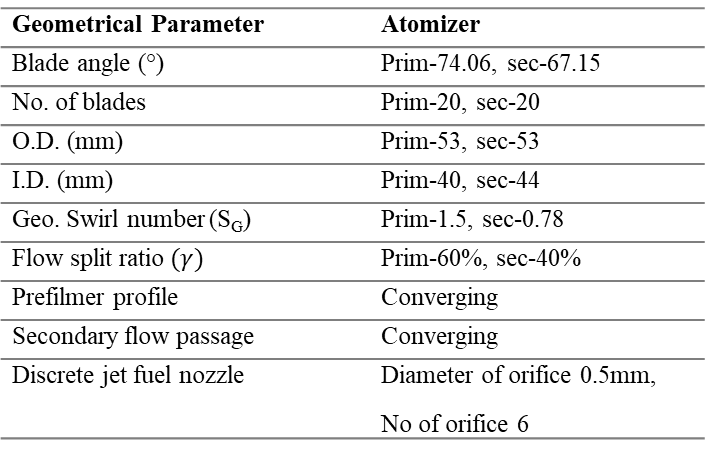 Geometrical Parameter Atomizer
Blade angle (°) Prim-74.06, sec-67.15
No. of blades Prim-20, sec-20
O.D. (mm) Prim-53, sec-53
I.D. (mm) Prim-40, sec-44
Geo. Swirl number (SG) Prim-1.5, sec-0.78
Flow split ratio (γ) Prim-60%, sec-40%
Prefilmer profile Converging
Secondary flow passage Converging
Discrete jet fuel nozzle Diameter of orifice 0.5mm,
No of orifice 6